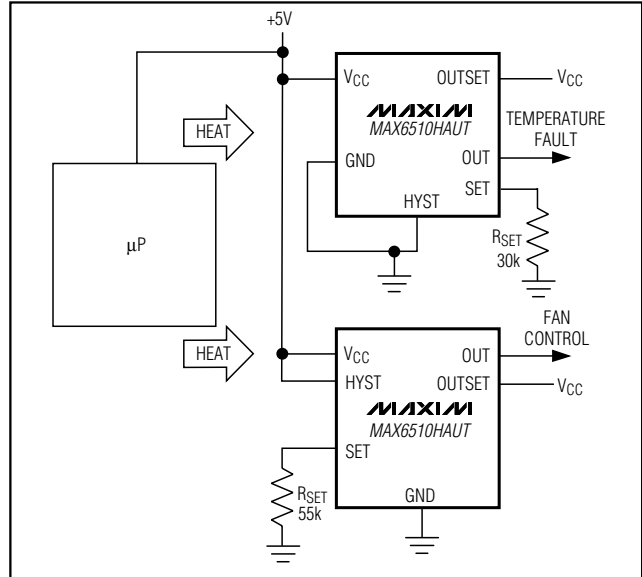 +5V
VCC
OUTSET
VCC
MAXIM
MAX6510HAUT
HEAT
TEMPERATURE
FAULT
GND
OUT
SET
HYST
RSET
30k
μP
HEAT
FAN
CONTROL
VCC
OUT
HYST
OUTSET
VCC
MAXIM
MAX6510HAUT
SET
RSET
55k
GND